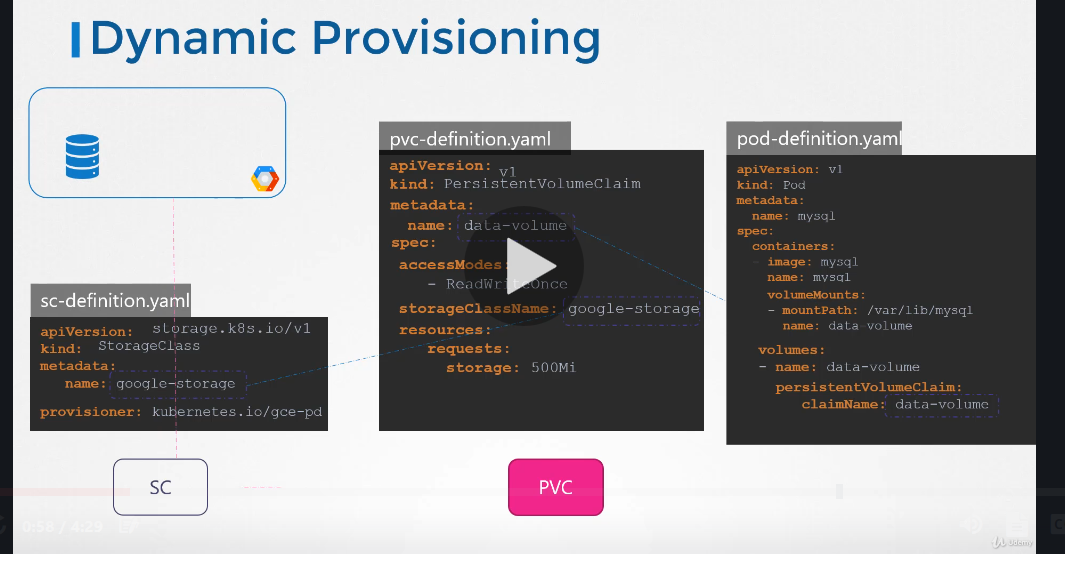 Dynamic Provisioning
sc-definition.yaml
apiVersion: storage.k8s.io/v1
kind: StorageClass
metadata:
name: google-storage
provisioner: kubernetes.io/gce-pd
SC
pvc-definition.yaml
apiVersion: v1
kind: PersistentVolumeClaim
metadata:
name: data-volume
spec:
accessModes:
- ReadWriteOnce
storageClassName: google-storage
resources:
requests:
storage: 500Mi
PVC
pod-definition.yaml
apiVersion: v1
kind: Pod
metadata:
name: mysql
spec:
containers:
- image: mysql
name: mysql
volumeMounts:
- mountPath: /var/lib/mysql
name: data-volume
volumes:
- name: data-volume
persistentVolumeClaim:
claimName: data-volume
0:58 / 4:29
Udemy